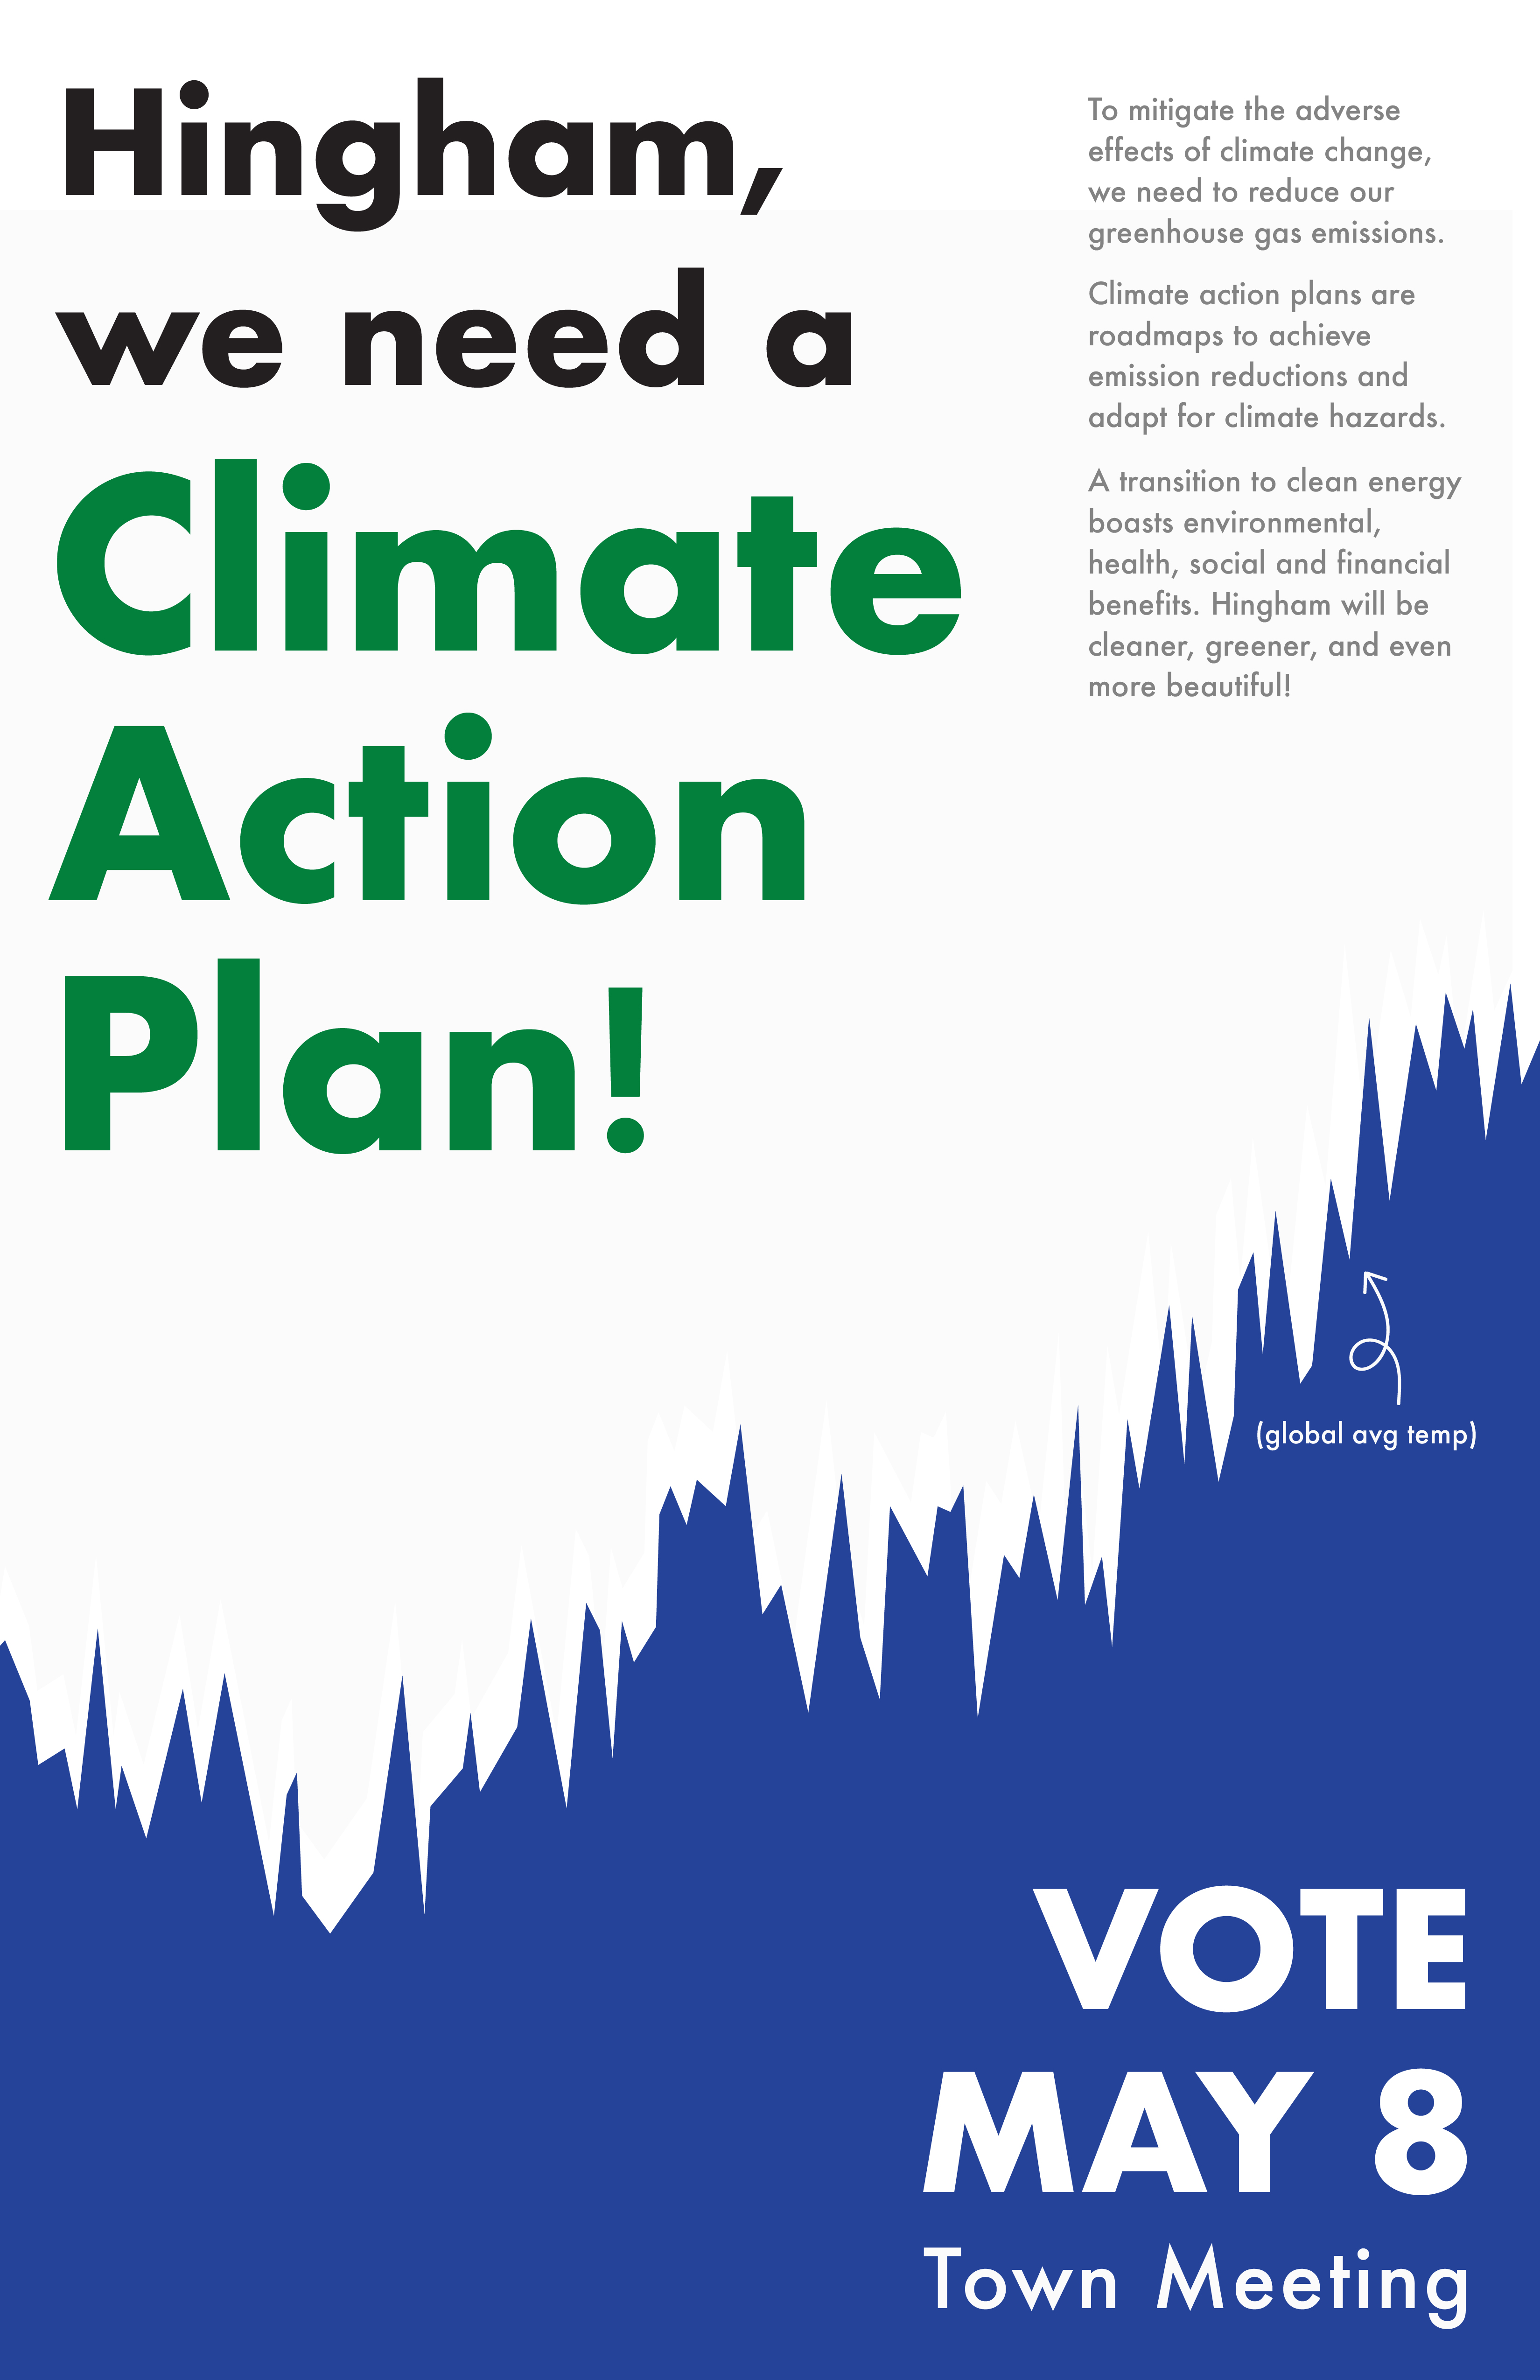 Hingham,
we need a
Climate
Action
Plan!
To mitigate the adverse
effects of climate change,
we need to reduce our
greenhouse gas emissions.
Climate action plans are
roadmaps to achieve
emission reductions and
adapt for climate hazards.
A transition to clean energy
boasts environmental,
health, social and financial
benefits. Hingham will be
cleaner, greener, and even
more beautiful!
(global avg temp)
VOTE
MAY 8
Town Meeting